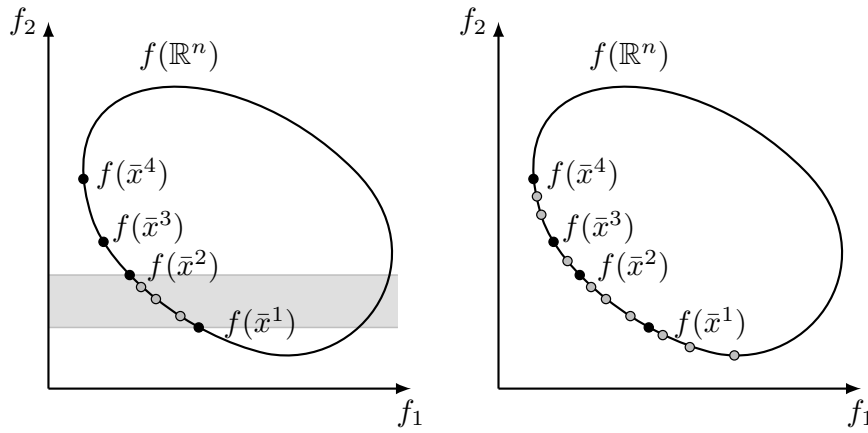 f₂
f(ℝⁿ)
f(x̄⁴)
f(x̄³)
f(x̄²)
f(x̄¹)
f₁
f₂
f(ℝⁿ)
f(x̄⁴)
f(x̄³)
f(x̄²)
f(x̄¹)
f₁